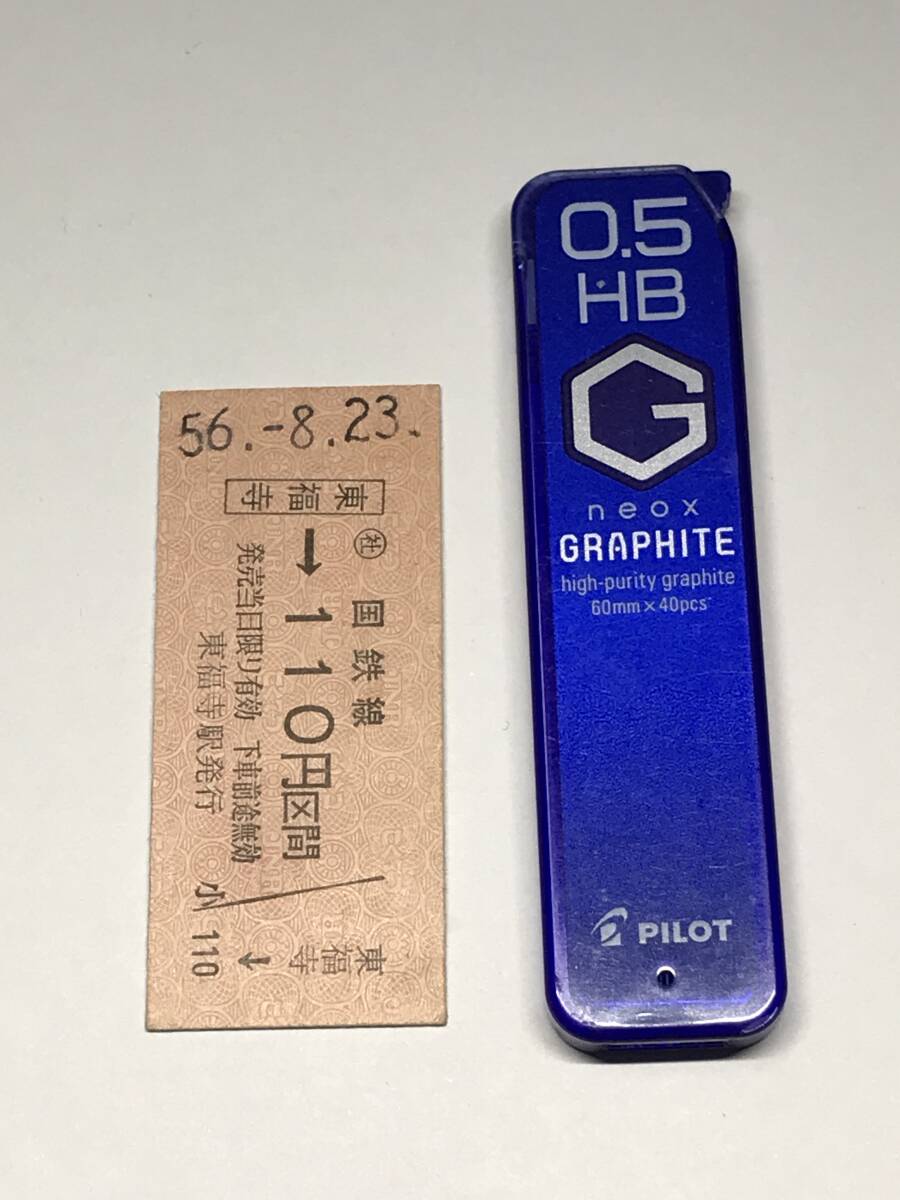 56.-8.23.
㊓ 国鉄線
東福寺 → 110円区間
発売当日限り有効 下車前途無効
東福寺駅発行
東福寺
↓
小 110
0.5
HB
G
neox
GRAPHITE
high-purity graphite
60mm×40pcs
PILOT